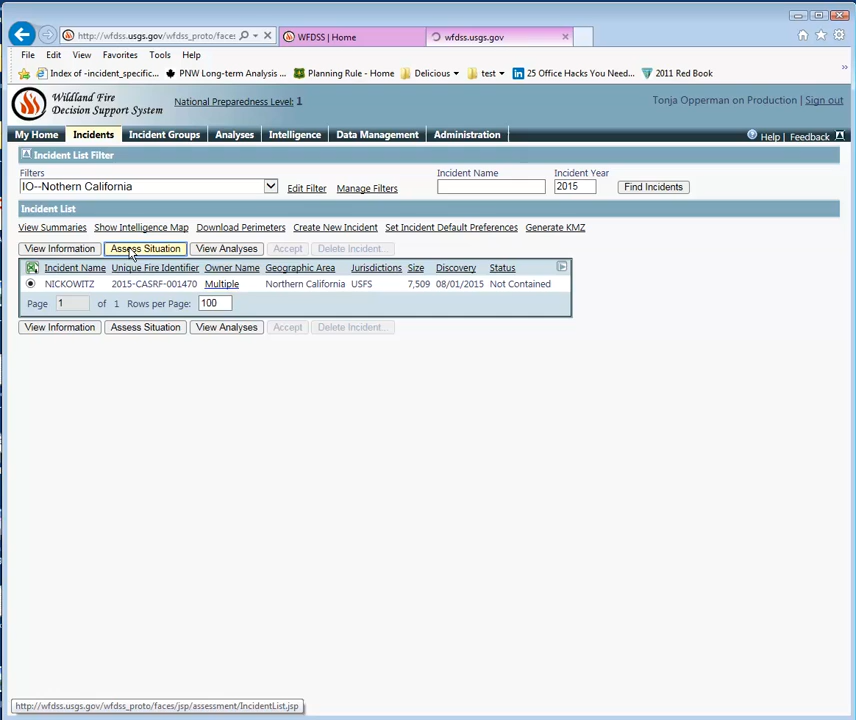 http://wfdss.usgs.gov/wfdss_proto/faces
WFDSS | Home
wfdss.usgs.gov
File Edit View Favorites Tools Help
Index of -incident_specific... PNW Long-term Analysis ... Planning Rule - Home Delicious test 25 Office Hacks You Need... 2011 Red Book
Wildland Fire
Decision Support System
National Preparedness Level: 1
Tonja Opperman on Production | Sign out
My Home Incidents Incident Groups Analyses Intelligence Data Management Administration Help | Feedback
Incident List Filter
Filters Incident Name Incident Year
IO--Nothern California Edit Filter Manage Filters 2015 Find Incidents
Incident List
View Summaries Show Intelligence Map Download Perimeters Create New Incident Set Incident Default Preferences Generate KMZ
View Information Assess Situation View Analyses Accept Delete Incident...
Incident Name Unique Fire Identifier Owner Name Geographic Area Jurisdictions Size Discovery Status
NICKOWITZ 2015-CASRF-001470 Multiple Northern California USFS 7,509 08/01/2015 Not Contained
Page 1 of 1 Rows per Page: 100
View Information Assess Situation View Analyses Accept Delete Incident...
http://wfdss.usgs.gov/wfdss_proto/faces/jsp/assessment/IncidentList.jsp